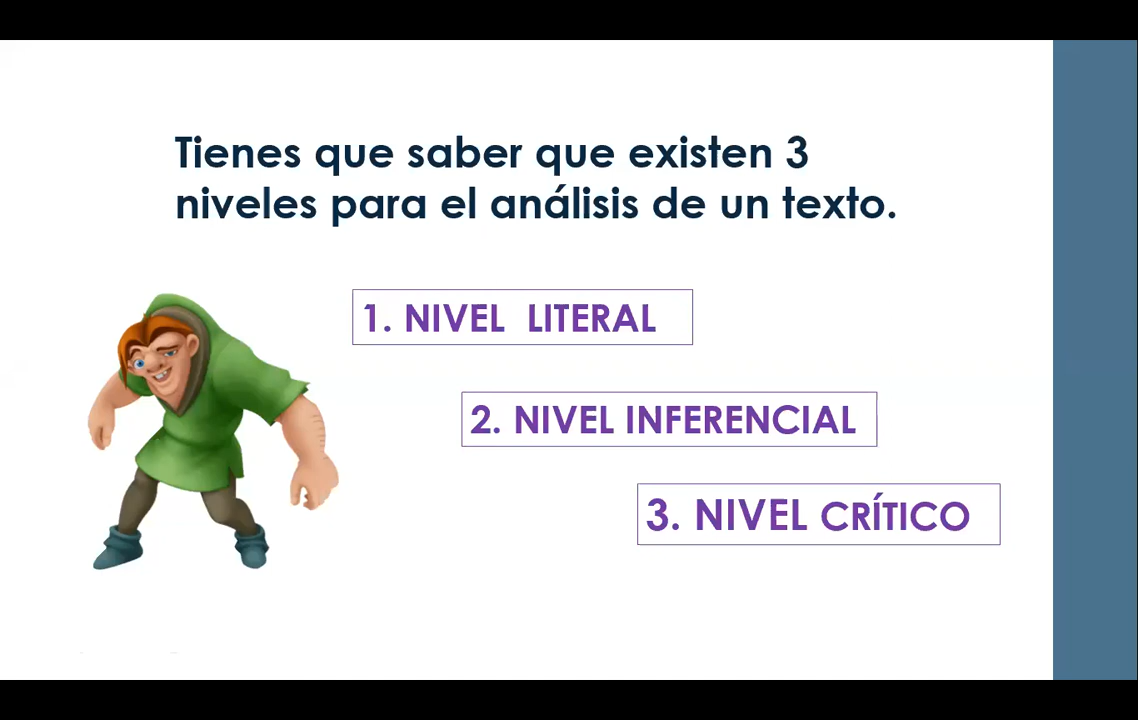 Tienes que saber que existen 3
niveles para el análisis de un texto.
1. NIVEL LITERAL
2. NIVEL INFERENCIAL
3. NIVEL CRÍTICO